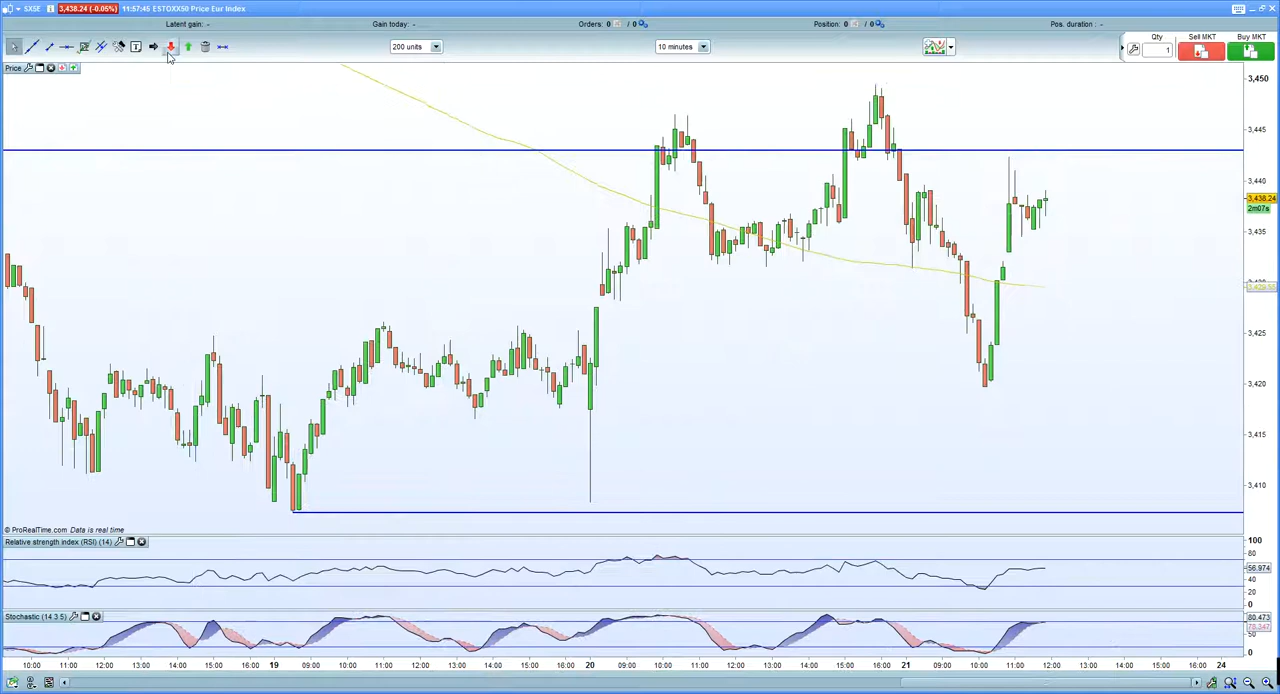 SX5E 3,438.24 (-0.05%) 11:57:45 ESTOXX50 Price Eur Index
Latent gain: - Gain today: - Orders: 0 / 0 Position: 0 / 0 Pos. duration : -
200 units 10 minutes Qty Sell MKT Buy MKT
1
Price
3,450
3,445
3,440
3,438.24
2m07s
3,435
3,425
3,420
3,415
3,410
© ProRealTime.com Data is real time
Relative strength index (RSI) (14)
100
80
56.974
40
20
0
Stochastic (14 3 5)
80.473
50
0
10:00 11:00 12:00 13:00 14:00 15:00 16:00 19 09:00 10:00 11:00 12:00 13:00 14:00 15:00 16:00 20 09:00 10:00 11:00 12:00 13:00 14:00 15:00 16:00 21 09:00 10:00 11:00 12:00 13:00 14:00 15:00 16:00 24